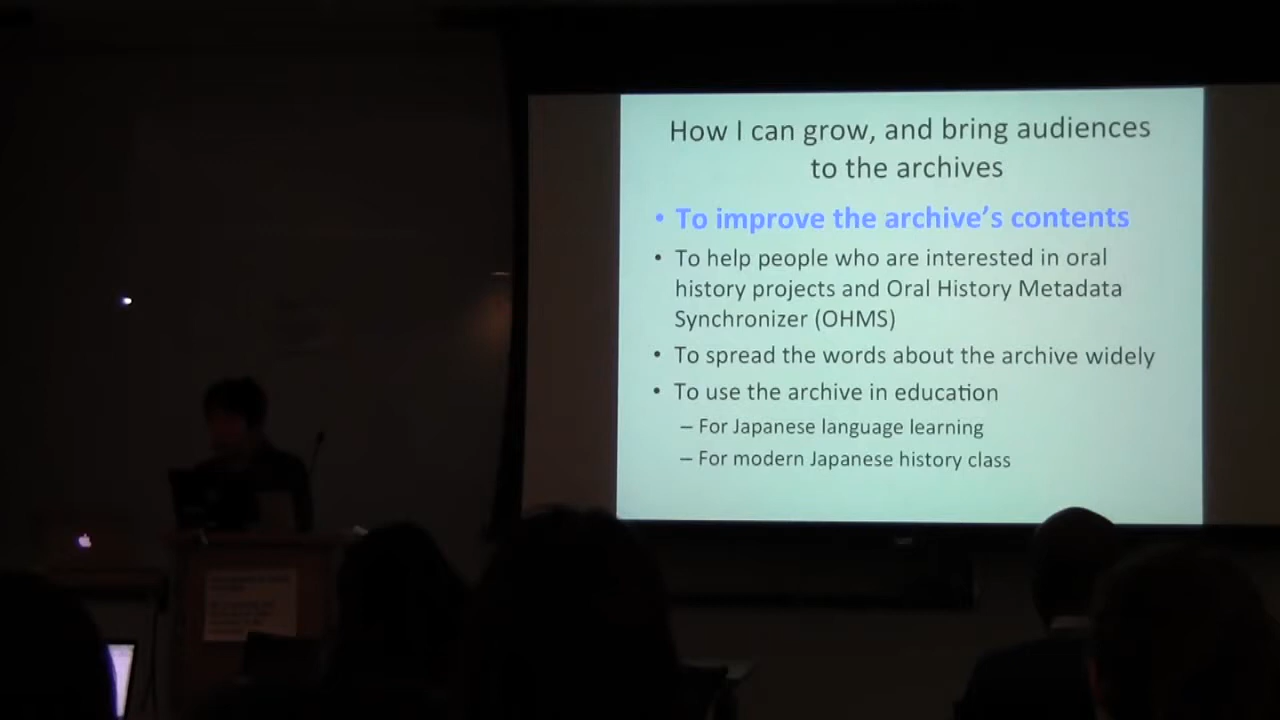 How I can grow, and bring audiences
to the archives
• To improve the archive's contents
• To help people who are interested in oral
history projects and Oral History Metadata
Synchronizer (OHMS)
• To spread the words about the archive widely
• To use the archive in education
– For Japanese language learning
– For modern Japanese history class